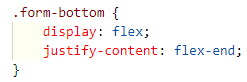 .form-bottom {
    display: flex;
    justify-content: flex-end;
}